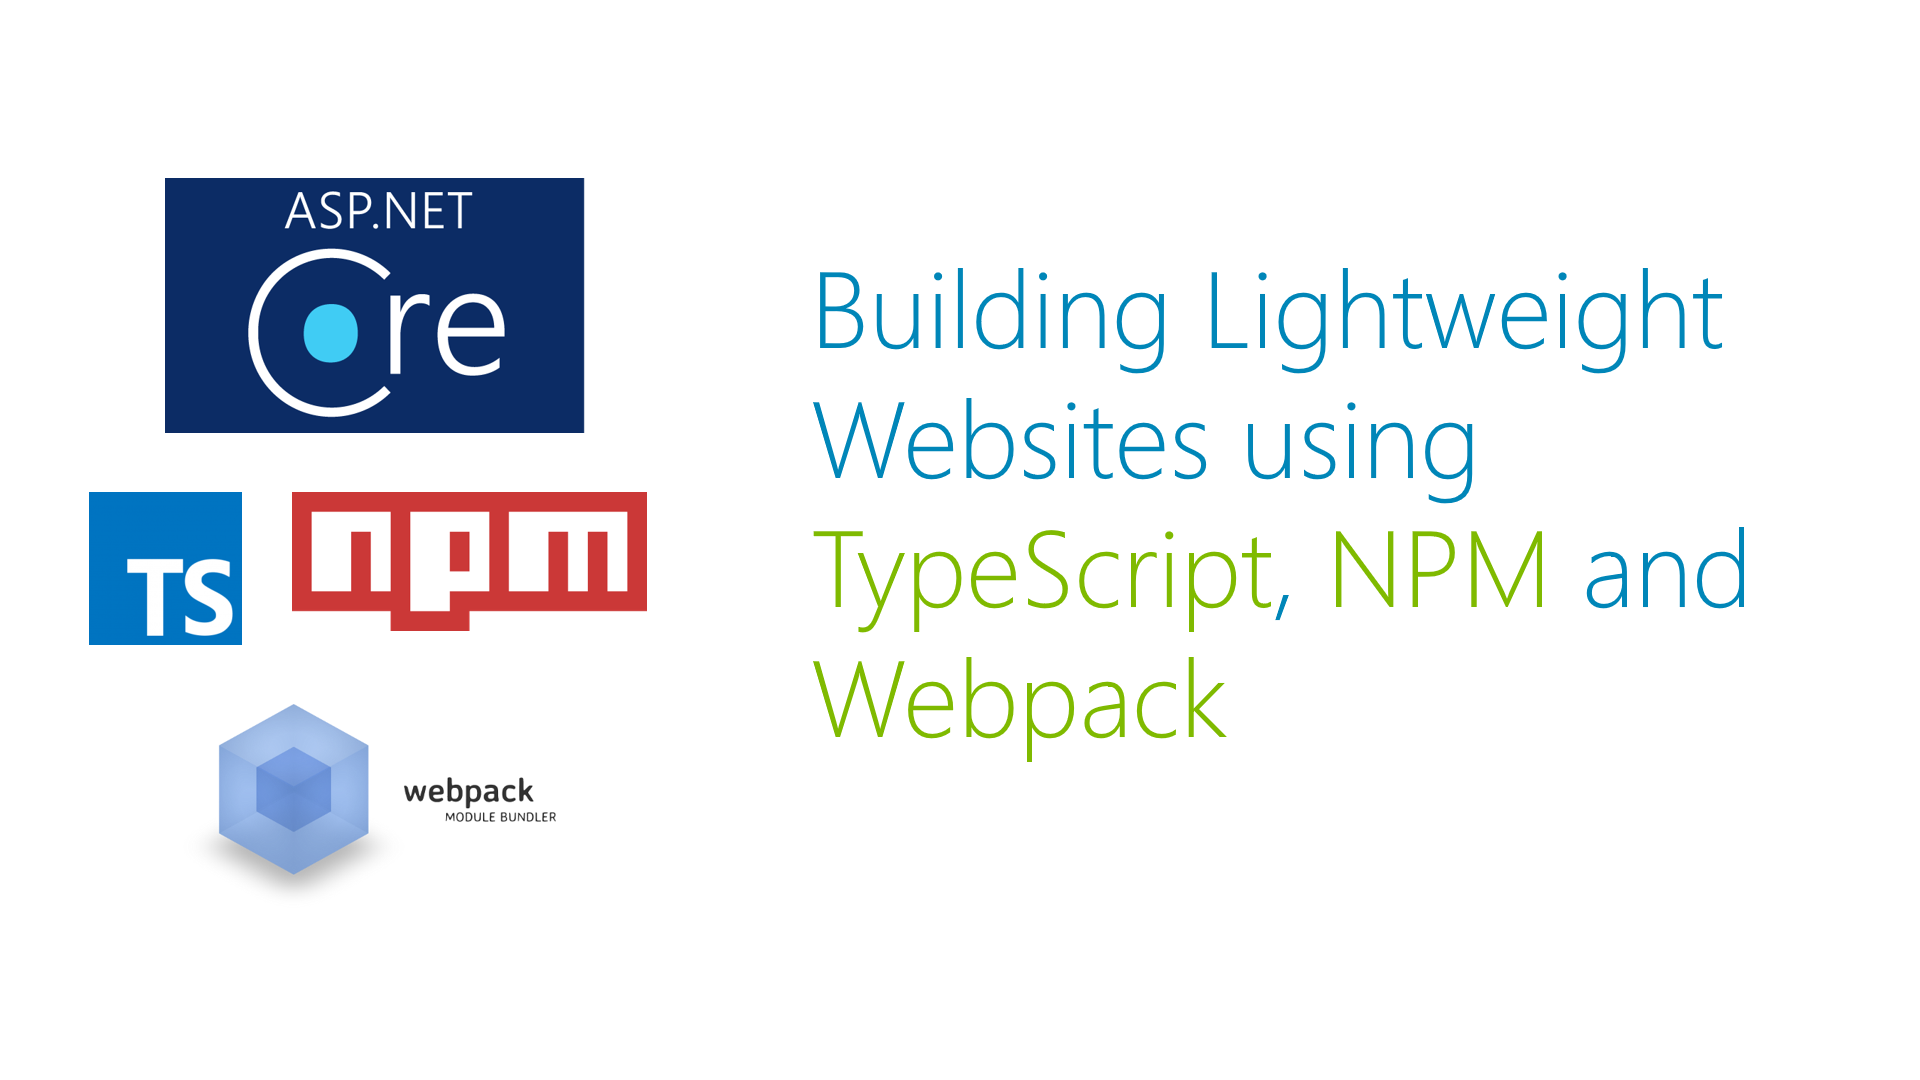 ASP.NET
Core
TS
npm
webpack
MODULE BUNDLER
Building Lightweight
Websites using
TypeScript, NPM and
Webpack